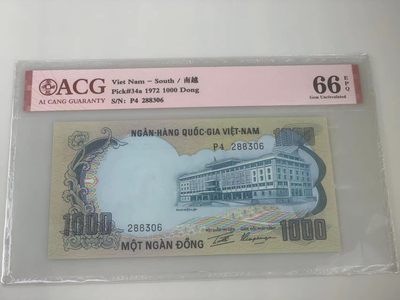 ACG
AI CANG GUARANTY
Viet Nam - South / 南越
Pick#34a 1972 1000 Dong
S/N: P4 288306
66 EPQ
Gem Uncirculated
NGÂN-HÀNG QUỐC-GIA VIỆT-NAM
1000
P4 288306
1000
288306
1000
MỘT NGÀN ĐỒNG